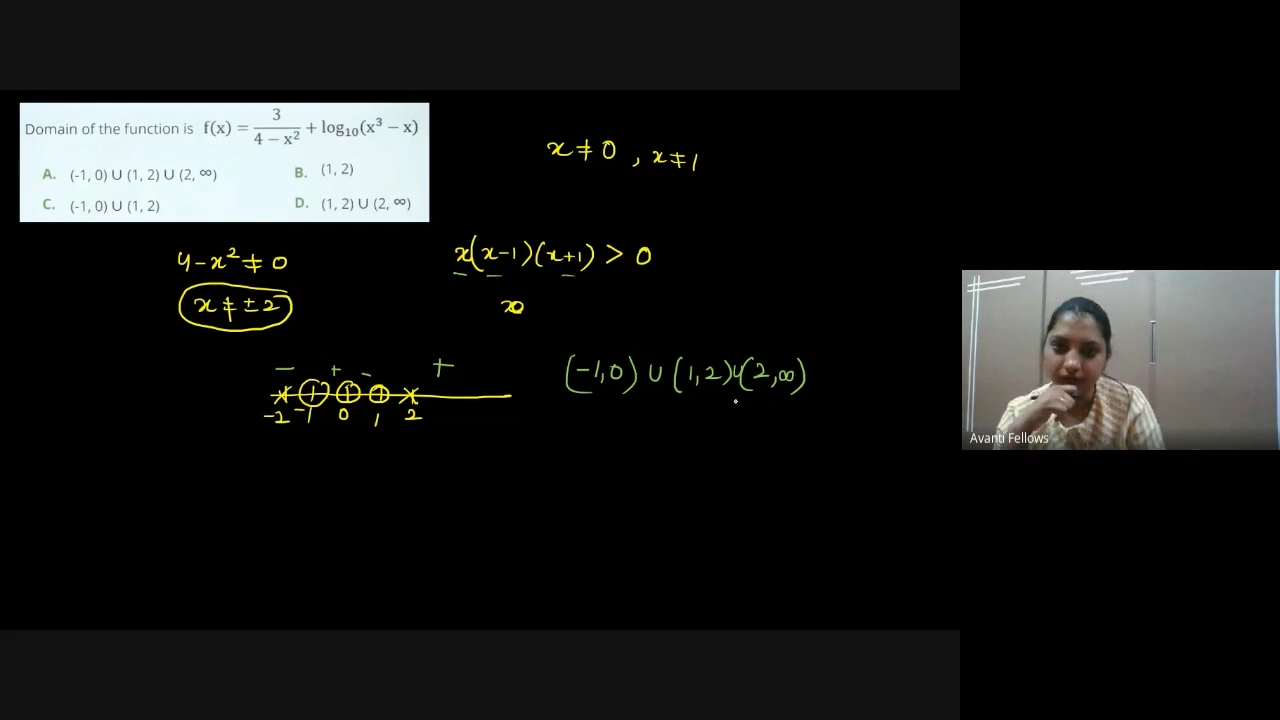 Domain of the function is f(x) = 3/(4 − x²) + log₁₀(x³ − x)
A. (-1, 0) ∪ (1, 2) ∪ (2, ∞)
B. (1, 2)
C. (-1, 0) ∪ (1, 2)
D. (1, 2) ∪ (2, ∞)
x ≠ 0 , x ≠ 1
4 - x² ≠ 0
x(x-1)(x+1) > 0
x ≠ ± 2
− + − +
-2 -1 0 1 2
(-1,0) ∪ (1,2) ∪ (2,∞)
Avanti Fellows